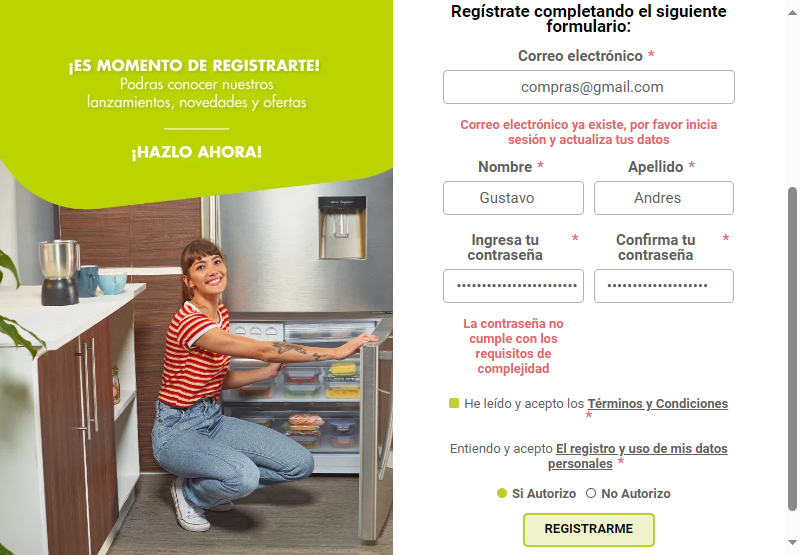 ¡ES MOMENTO DE REGISTRARTE!
Podras conocer nuestros
lanzamientos, novedades y ofertas
¡HAZLO AHORA!
Regístrate completando el siguiente
formulario:
Correo electrónico *
compras@gmail.com
Correo electrónico ya existe, por favor inicia
sesión y actualiza tus datos
Nombre *
Apellido *
Gustavo
Andres
Ingresa tu *
contraseña
Confirma tu *
contraseña
La contraseña no
cumple con los
requisitos de
complejidad
He leído y acepto los Términos y Condiciones
*
Entiendo y acepto El registro y uso de mis datos
personales *
Si Autorizo
No Autorizo
REGISTRARME